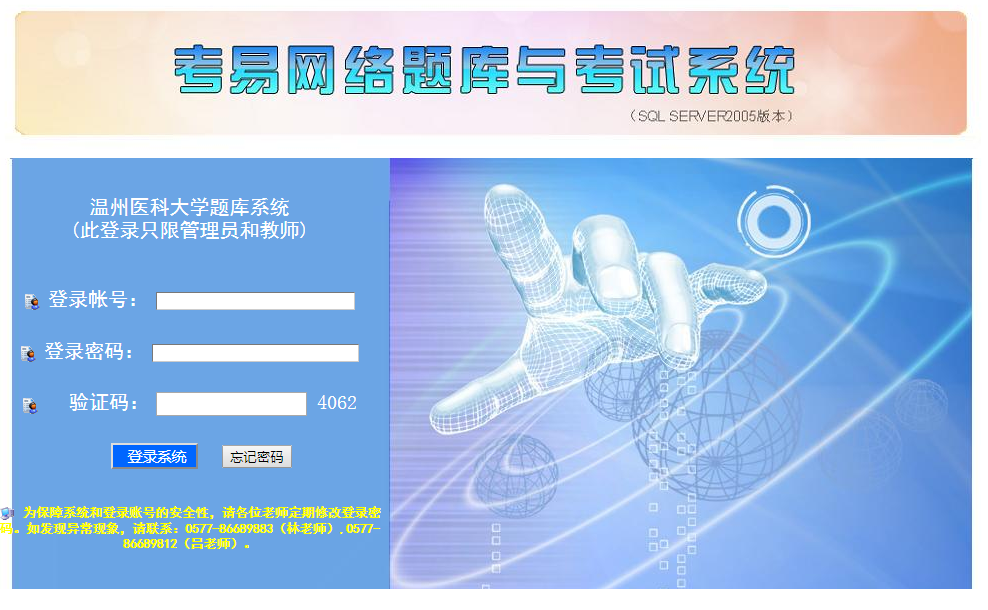 考易网络题库与考试系统
（SQL SERVER2005版本）
温州医科大学题库系统
(此登录只限管理员和教师)
登录帐号：
登录密码：
验证码： 4062
登录系统 忘记密码
为保障系统和登录账号的安全性，请各位老师定期修改登录密
码。如发现异常现象，请联系：0577-86689883（林老师）,0577-
86689812（吕老师）。